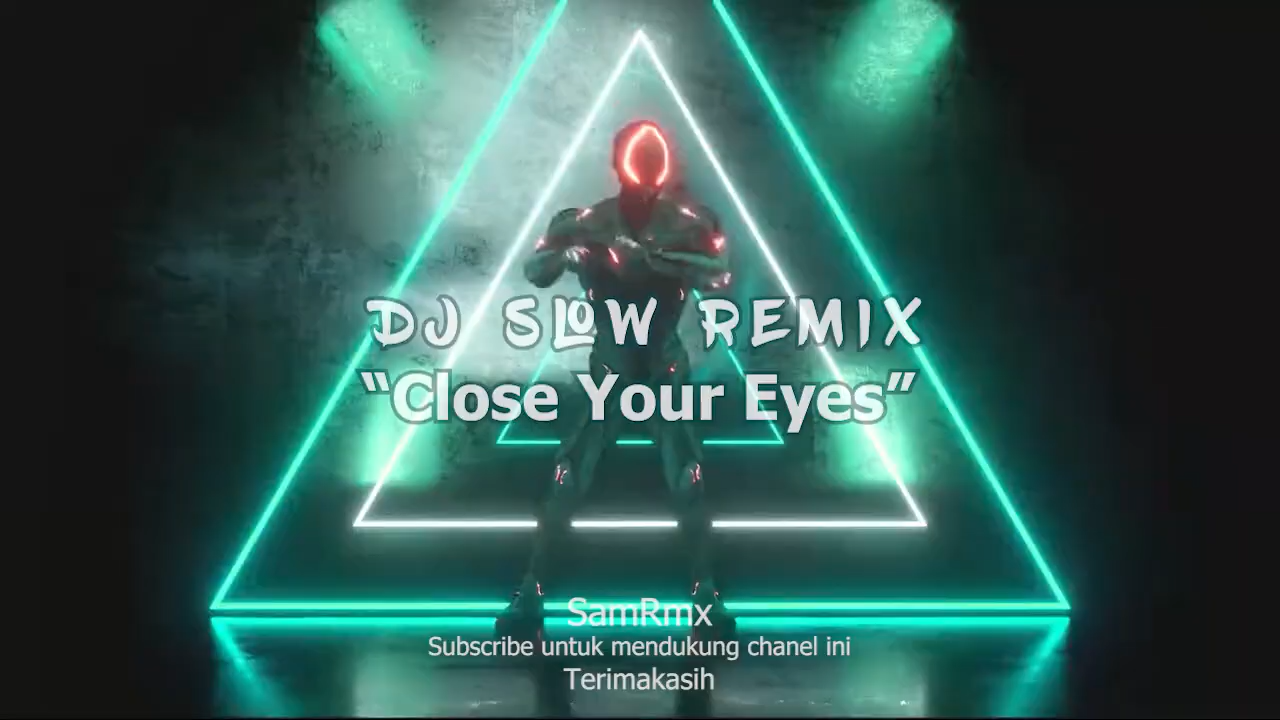 DJ SLOW REMIX
“Close Your Eyes”
SamRmx
Subscribe untuk mendukung chanel ini
Terimakasih